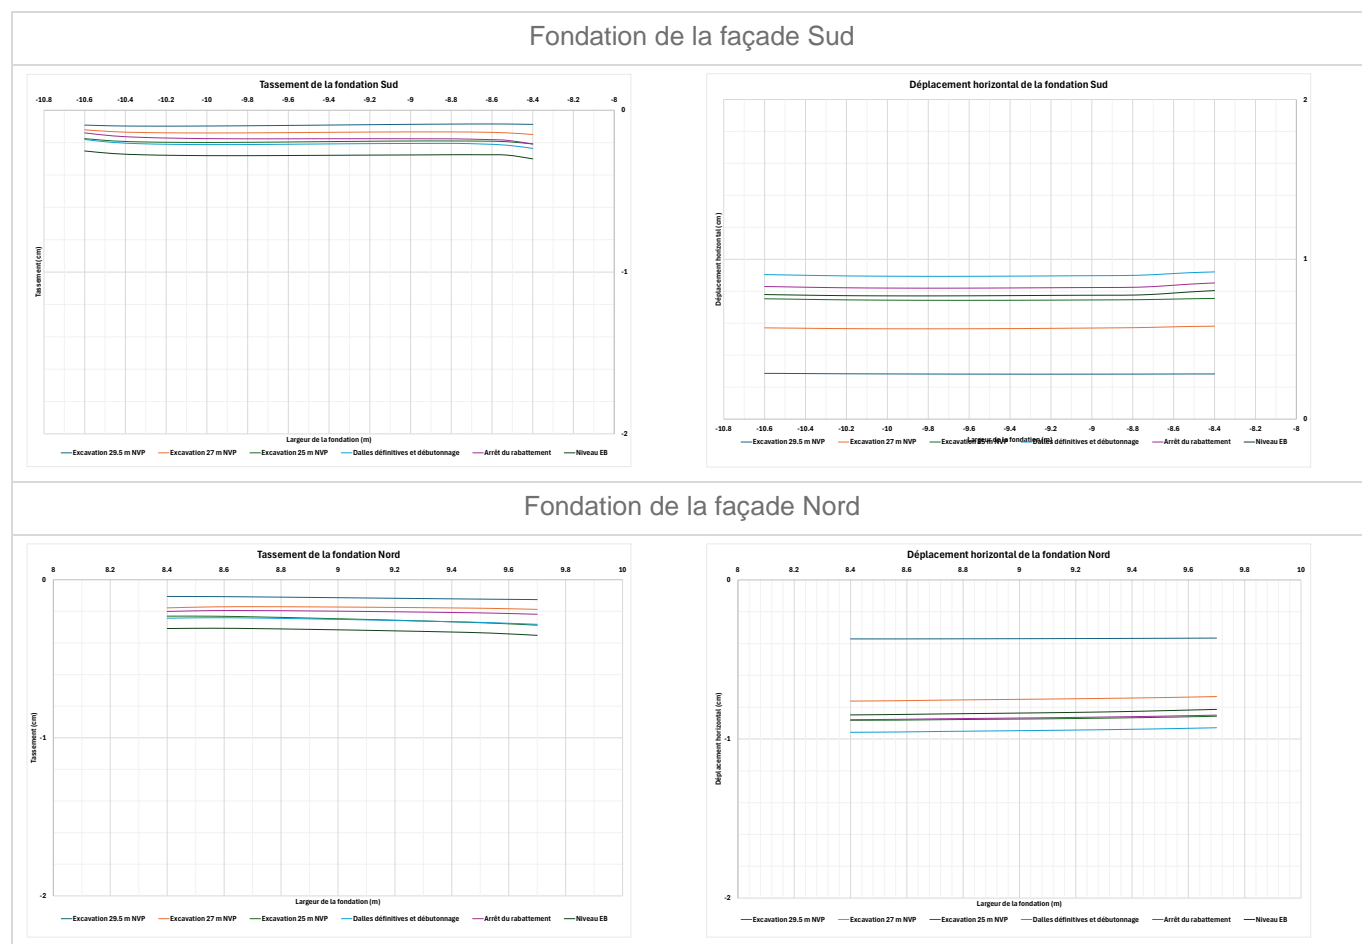 Fondation de la façade Sud
Tassement de la fondation Sud
-10.8 -10.6 -10.4 -10.2 -10 -9.8 -9.6 -9.4 -9.2 -9 -8.8 -8.6 -8.4 -8.2 -8
0
-1
-2
Tassement (cm)
Largeur de la fondation (m)
Excavation 29.5 m NVP Excavation 27 m NVP Excavation 25 m NVP Dalles définitives et débutonnage Arrêt du rabattement Niveau EB
Déplacement horizontal de la fondation Sud
2
1
0
Déplacement horizontal (cm)
-10.8 -10.6 -10.4 -10.2 -10 -9.8 -9.6 -9.4 -9.2 -9 -8.8 -8.6 -8.4 -8.2 -8
Largeur de la fondation (m)
Excavation 29.5 m NVP Excavation 27 m NVP Excavation 25 m NVP Dalles définitives et débutonnage Arrêt du rabattement Niveau EB
Fondation de la façade Nord
Tassement de la fondation Nord
8 8.2 8.4 8.6 8.8 9 9.2 9.4 9.6 9.8 10
0
-1
-2
Tassement (cm)
Largeur de la fondation (m)
Excavation 29.5 m NVP Excavation 27 m NVP Excavation 25 m NVP Dalles définitives et débutonnage Arrêt du rabattement Niveau EB
Déplacement horizontal de la fondation Nord
8 8.2 8.4 8.6 8.8 9 9.2 9.4 9.6 9.8 10
0
-1
-2
Déplacement horizontal (cm)
Largeur de la fondation (m)
Excavation 29.5 m NVP Excavation 27 m NVP Excavation 25 m NVP Dalles définitives et débutonnage Arrêt du rabattement Niveau EB